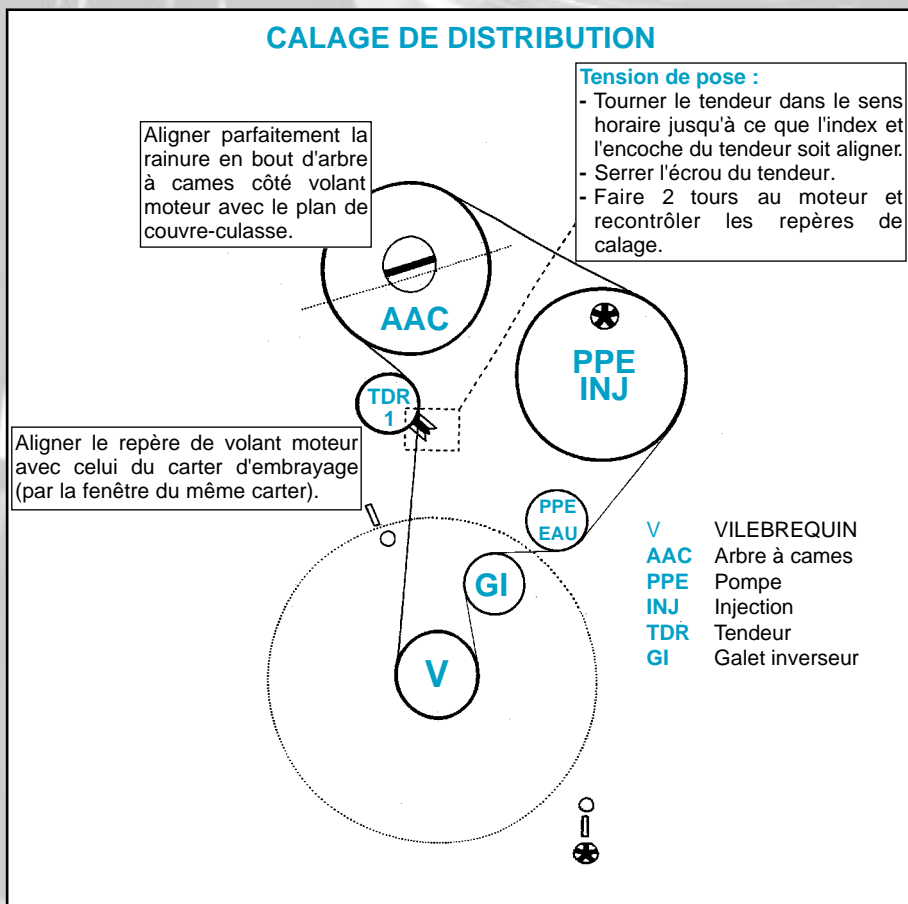 CALAGE DE DISTRIBUTION
Tension de pose :
- Tourner le tendeur dans le sens
horaire jusqu'à ce que l'index et
l'encoche du tendeur soit aligner.
- Serrer l'écrou du tendeur.
- Faire 2 tours au moteur et
recontrôler les repères de
calage.
Aligner parfaitement la
rainure en bout d'arbre
à cames côté volant
moteur avec le plan de
couvre-culasse.
AAC
PPE
INJ
TDR
1
Aligner le repère de volant moteur
avec celui du carter d'embrayage
(par la fenêtre du même carter).
PPE
EAU
GI
V
V VILEBREQUIN
AAC Arbre à cames
PPE Pompe
INJ Injection
TDR Tendeur
GI Galet inverseur